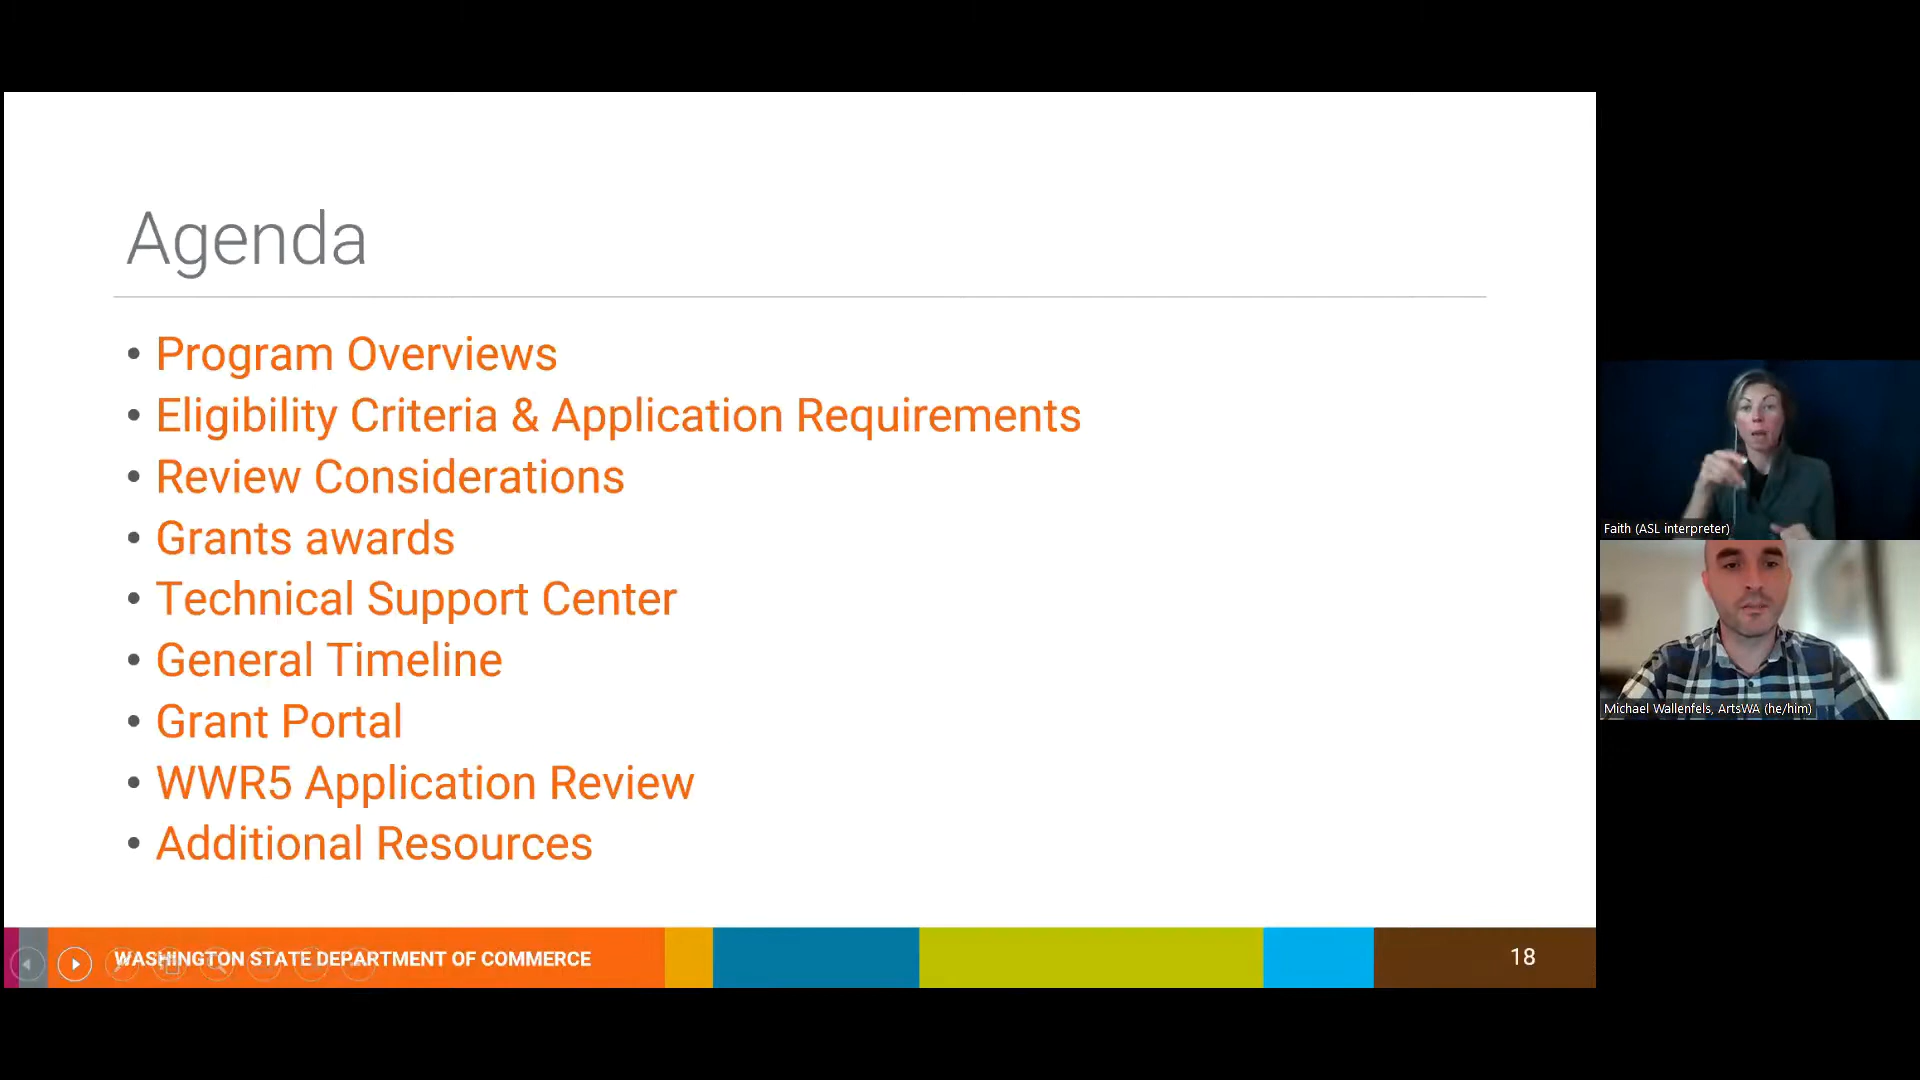 Agenda
• Program Overviews
• Eligibility Criteria & Application Requirements
• Review Considerations
• Grants awards
• Technical Support Center
• General Timeline
• Grant Portal
• WWR5 Application Review
• Additional Resources
WASHINGTON STATE DEPARTMENT OF COMMERCE
18
Faith (ASL interpreter)
Michael Wallenfels, ArtsWA (he/him)